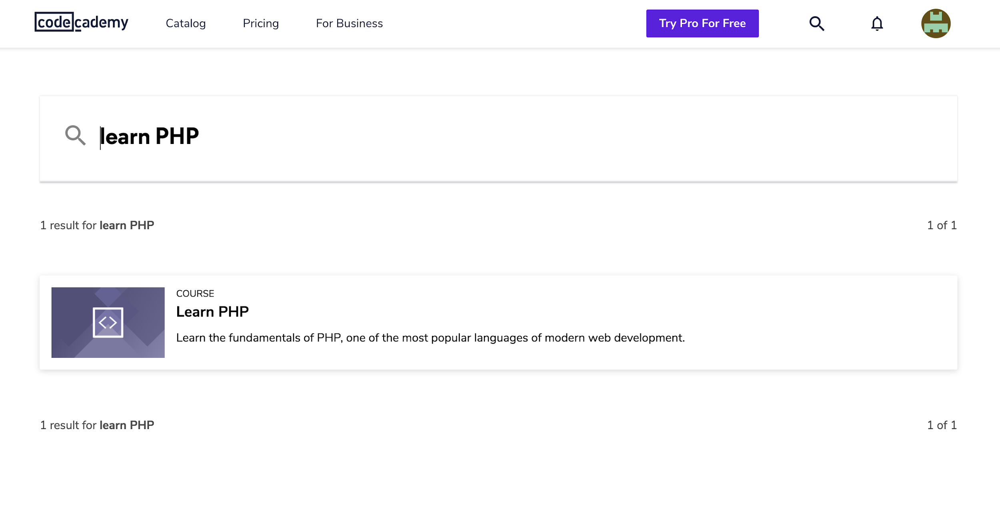 codecademy Catalog Pricing For Business Try Pro For Free
learn PHP
1 result for learn PHP 1 of 1
COURSE
Learn PHP
Learn the fundamentals of PHP, one of the most popular languages of modern web development.
1 result for learn PHP 1 of 1